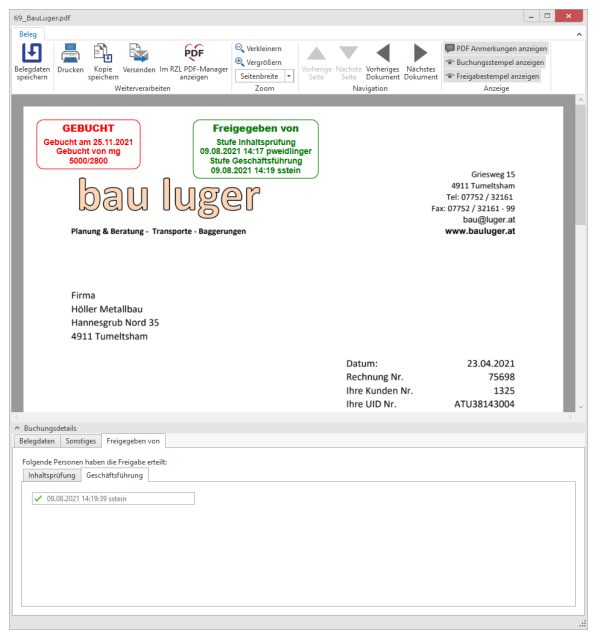 69_BauLuger.pdf
Beleg
Belegdaten speichern
Drucken
Kopie speichern
Versenden
PDF
Im RZL PDF-Manager anzeigen
Weiterverarbeiten
Verkleinern
Vergrößern
Seitenbreite
Zoom
Vorherige Seite
Nächste Seite
Vorheriges Dokument
Nächstes Dokument
Navigation
PDF Anmerkungen anzeigen
Buchungsstempel anzeigen
Freigabestempel anzeigen
Anzeige
GEBUCHT
Gebucht am 25.11.2021
Gebucht von mg
5000/2800
Freigegeben von
Stufe Inhaltsprüfung
09.08.2021 14:17 pweidlinger
Stufe Geschäftsführung
09.08.2021 14:19 sstein
bau luger
Planung & Beratung - Transporte - Baggerungen
Griesweg 15
4911 Tumeltsham
Tel: 07752 / 32161
Fax: 07752 / 32161 - 99
bau@luger.at
www.bauluger.at
Firma
Höller Metallbau
Hannesgrub Nord 35
4911 Tumeltsham
Datum: 23.04.2021
Rechnung Nr. 75698
Ihre Kunden Nr. 1325
Ihre UID Nr. ATU38143004
Buchungsdetails
Belegdaten Sonstiges Freigegeben von
Folgende Personen haben die Freigabe erteilt:
Inhaltsprüfung Geschäftsführung
09.08.2021 14:19:39 sstein